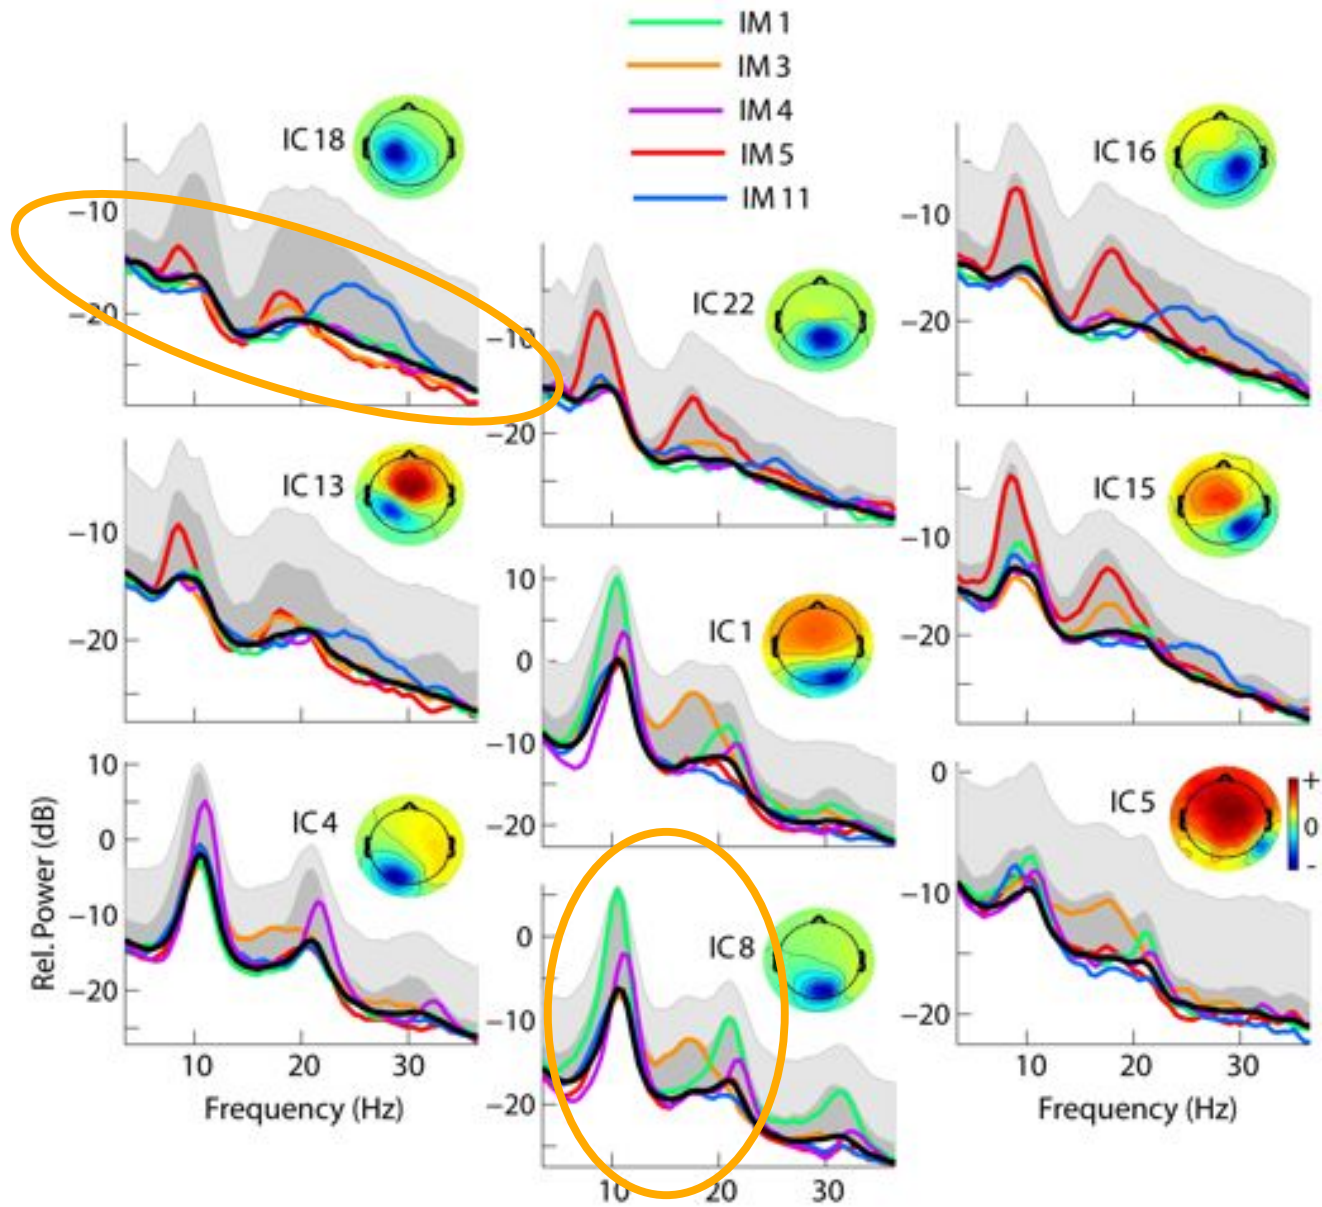 IM 1
IM 3
IM 4
IM 5
IM 11
IC 18
−10
−20
IC 22
−10
−20
IC 16
−10
−20
IC 13
−10
−20
IC 1
10
0
−10
−20
IC 15
−10
−20
IC 4
10
0
−10
−20
Rel. Power (dB)
10 20 30
Frequency (Hz)
IC 8
0
−10
−20
10 20 30
IC 5
+
0
-
0
−10
−20
10 20 30
Frequency (Hz)